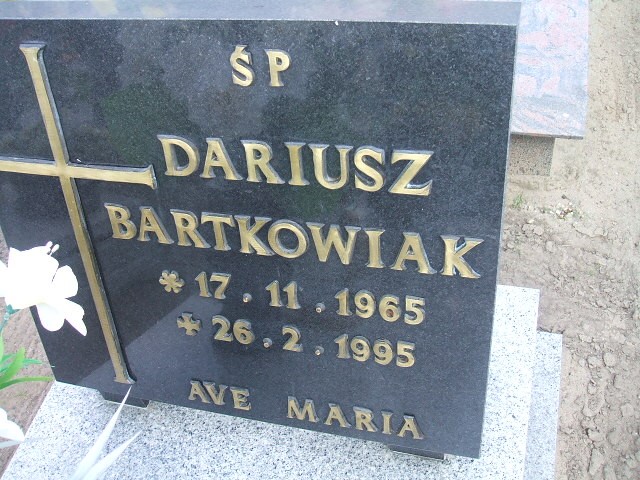 ŚP
DARIUSZ
BARTKOWIAK
* 17.11.1965
+ 26.2.1995
AVE MARIA